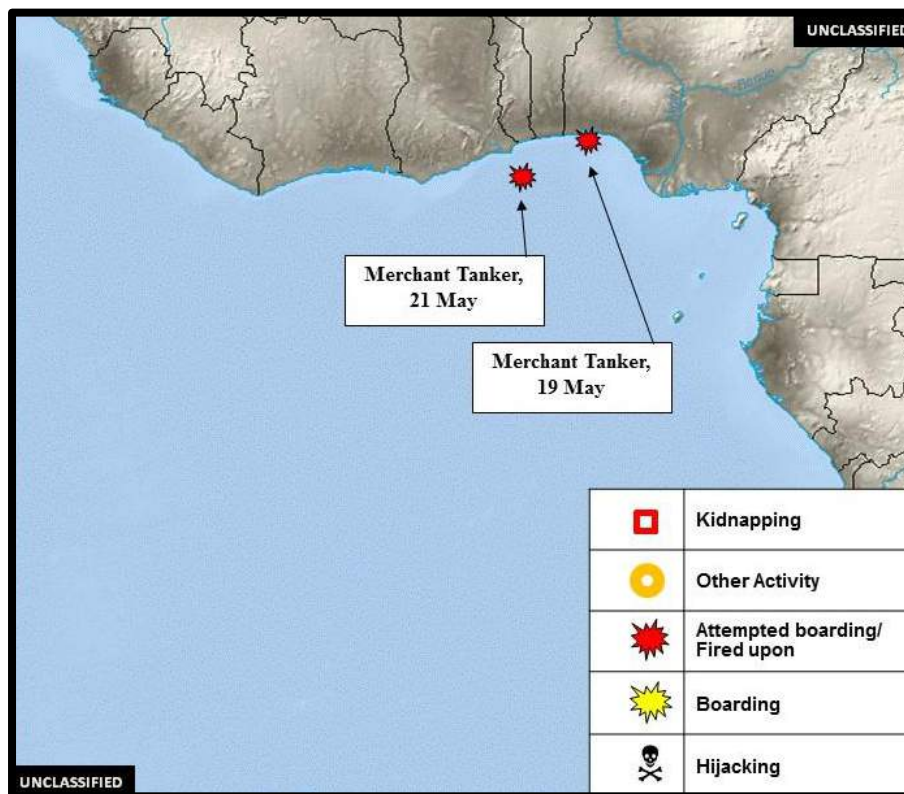 UNCLASSIFIED
Benue
Merchant Tanker,
21 May
Merchant Tanker,
19 May
Kidnapping
Other Activity
Attempted boarding/
Fired upon
Boarding
Hijacking
UNCLASSIFIED